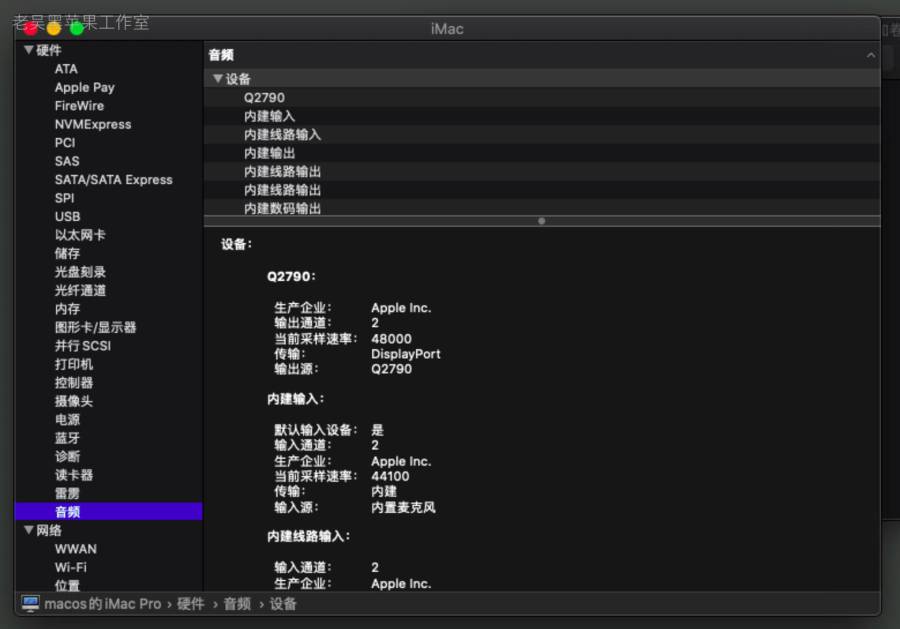 老吴黑苹果工作室
iMac
硬件
ATA
Apple Pay
FireWire
NVMExpress
PCI
SAS
SATA/SATA Express
SPI
USB
以太网卡
储存
光盘刻录
光纤通道
内存
图形卡/显示器
并行 SCSI
打印机
控制器
摄像头
电源
蓝牙
诊断
读卡器
雷雳
音频
网络
WWAN
Wi-Fi
位置
音频
设备
Q2790
内建输入
内建线路输入
内建输出
内建线路输出
内建线路输出
内建数码输出
设备：
Q2790：
生产企业： Apple Inc.
输出通道： 2
当前采样速率： 48000
传输： DisplayPort
输出源： Q2790
内建输入：
默认输入设备： 是
输入通道： 2
生产企业： Apple Inc.
当前采样速率： 44100
传输： 内建
输入源： 内置麦克风
内建线路输入：
输入通道： 2
生产企业： Apple Inc.
macos的iMac Pro › 硬件 › 音频 › 设备